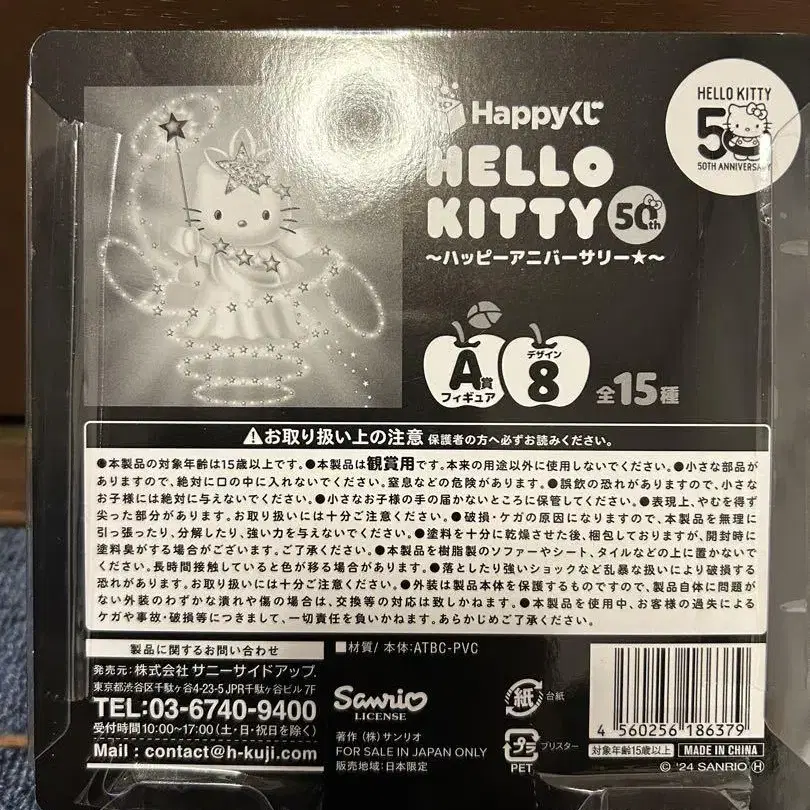 Happyくじ
HELLO KITTY
50
50TH ANNIVERSARY
HELLO
KITTY 50th
～ハッピーアニバーサリー★～
A賞
フィギュア
デザイン
8
全15種
⚠お取り扱い上の注意 保護者の方へ必ずお読みください。
●本製品の対象年齢は15歳以上です。●本製品は観賞用です。本来の用途以外に使用しないでください。●小さな部品が
ありますので、絶対に口の中に入れないでください。窒息などの危険があります。●誤飲の恐れがありますので、小さな
お子様には絶対に与えないでください。●小さなお子様の手の届かないところに保管してください。●表現上、やむを得ず
尖った部分があります。お取り扱いには十分ご注意ください。●破損・ケガの原因になりますので、本製品を無理に
引っ張ったり、分解したり、強い力を与えないでください。●塗料を十分に乾燥させた後、梱包しておりますが、開封時に
塗料臭がする場合がございます。ご了承ください。●本製品を樹脂製のソファーやシート、タイルなどの上に置かないで
ください。長時間接触していると色が移る場合があります。●落としたり強いショックなど乱暴な扱いにより破損する
恐れがあります。お取り扱いには十分ご注意ください。●外装は製品本体を保護するものですので、製品自体に問題が
ない外装のわずかな潰れや傷の場合は、交換等の対応は致しかねます。●本製品を使用中、お客様の過失による
ケガや事故・破損等につきまして、一切責任を負いかねます。あらかじめご了承ください。
製品に関するお問い合わせ
発売元:株式会社 サニーサイドアップ.
東京都渋谷区千駄ヶ谷4-23-5 JPR千駄ヶ谷ビル 7F
TEL:03-6740-9400
受付時間10:00~17:00(土・日・祝日を除く)
Mail : contact@h-kuji.com
■材質/ 本体:ATBC-PVC
Sanrio
LICENSE
著作 (株)サンリオ
FOR SALE IN JAPAN ONLY
販売地域:日本限定
紙 台紙
プラ ブリスター
PET
4 560256 186379
対象年齢15歳以上
MADE IN CHINA
© '24 SANRIO Ⓗ